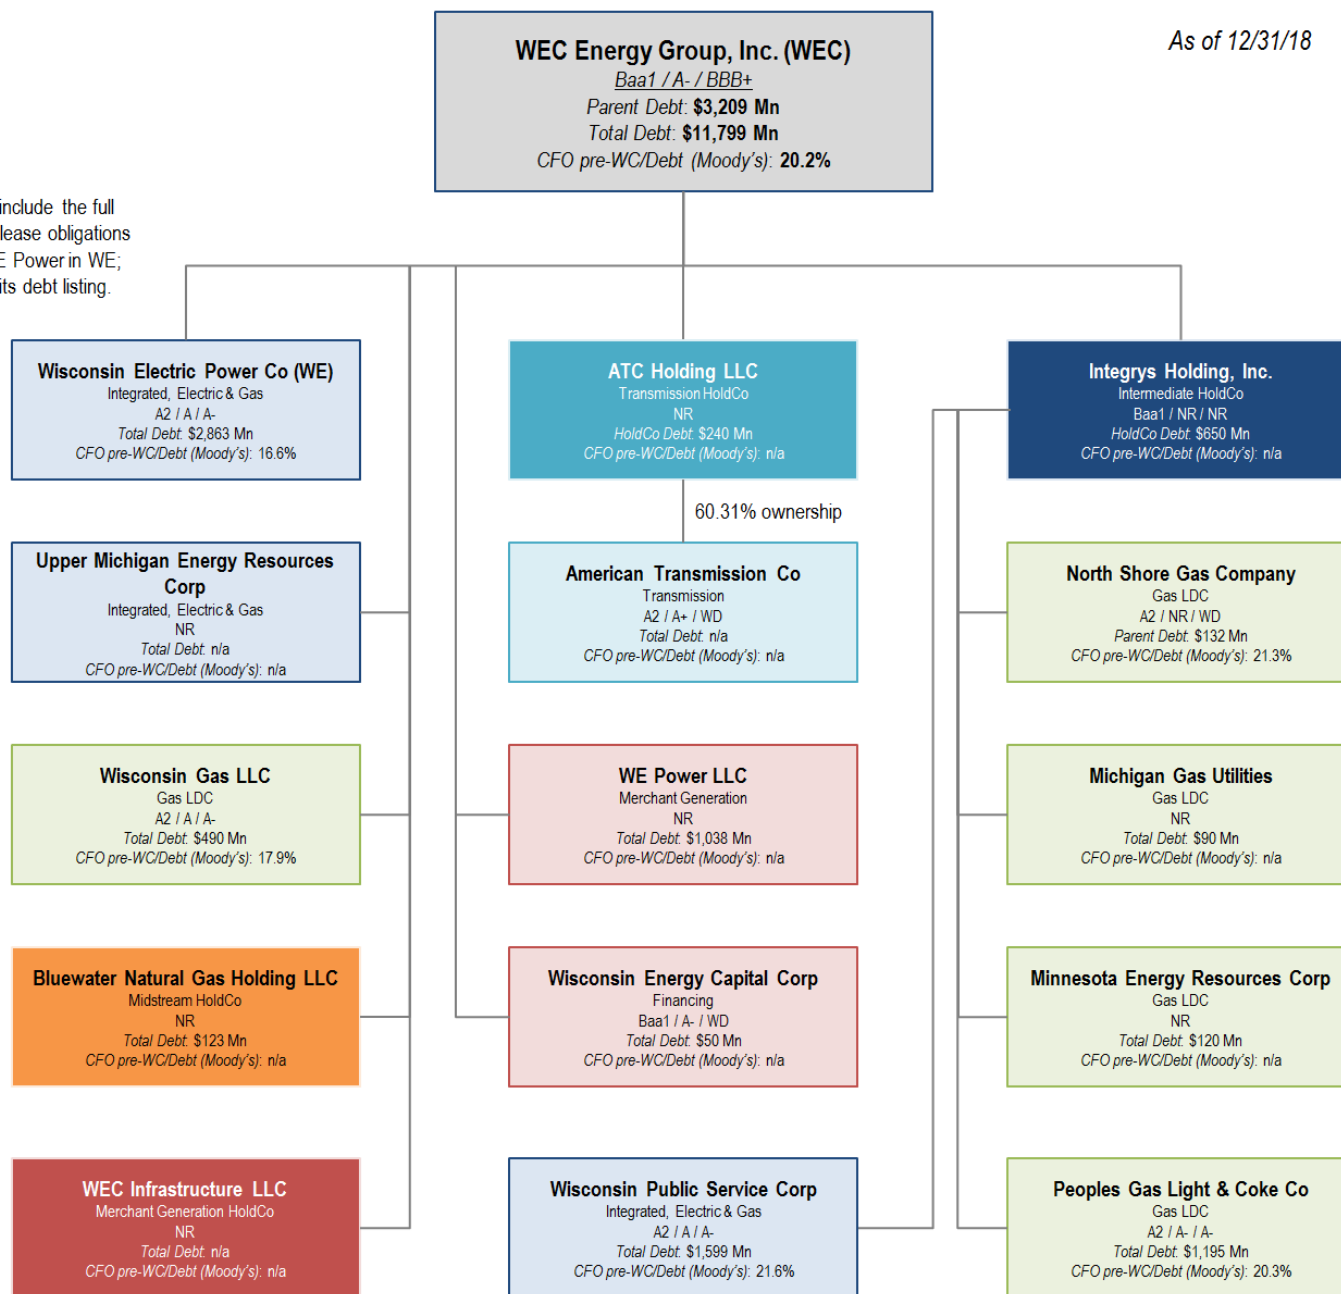 WEC Energy Group, Inc. (WEC)
Baa1 / A- / BBB+
Parent Debt: $3,209 Mn
Total Debt: $11,799 Mn
CFO pre-WC/Debt (Moody's): 20.2%
As of 12/31/18
include the full
lease obligations
E Power in WE;
its debt listing.
Wisconsin Electric Power Co (WE)
Integrated, Electric & Gas
A2 / A / A-
Total Debt: $2,863 Mn
CFO pre-WC/Debt (Moody's): 16.6%
ATC Holding LLC
Transmission HoldCo
NR
HoldCo Debt: $240 Mn
CFO pre-WC/Debt (Moody's): n/a
Integrys Holding, Inc.
Intermediate HoldCo
Baa1 / NR / NR
HoldCo Debt: $650 Mn
CFO pre-WC/Debt (Moody's): n/a
60.31% ownership
Upper Michigan Energy Resources
Corp
Integrated, Electric & Gas
NR
Total Debt: n/a
CFO pre-WC/Debt (Moody's): n/a
American Transmission Co
Transmission
A2 / A+ / WD
Total Debt: n/a
CFO pre-WC/Debt (Moody's): n/a
North Shore Gas Company
Gas LDC
A2 / NR / WD
Parent Debt: $132 Mn
CFO pre-WC/Debt (Moody's): 21.3%
Wisconsin Gas LLC
Gas LDC
A2 / A / A-
Total Debt: $490 Mn
CFO pre-WC/Debt (Moody's): 17.9%
WE Power LLC
Merchant Generation
NR
Total Debt: $1,038 Mn
CFO pre-WC/Debt (Moody's): n/a
Michigan Gas Utilities
Gas LDC
NR
Total Debt: $90 Mn
CFO pre-WC/Debt (Moody's): n/a
Bluewater Natural Gas Holding LLC
Midstream HoldCo
NR
Total Debt: $123 Mn
CFO pre-WC/Debt (Moody's): n/a
Wisconsin Energy Capital Corp
Financing
Baa1 / A- / WD
Total Debt: $50 Mn
CFO pre-WC/Debt (Moody's): n/a
Minnesota Energy Resources Corp
Gas LDC
NR
Total Debt: $120 Mn
CFO pre-WC/Debt (Moody's): n/a
WEC Infrastructure LLC
Merchant Generation HoldCo
NR
Total Debt: n/a
CFO pre-WC/Debt (Moody's): n/a
Wisconsin Public Service Corp
Integrated, Electric & Gas
A2 / A / A-
Total Debt: $1,599 Mn
CFO pre-WC/Debt (Moody's): 21.6%
Peoples Gas Light & Coke Co
Gas LDC
A2 / A- / A-
Total Debt: $1,195 Mn
CFO pre-WC/Debt (Moody's): 20.3%